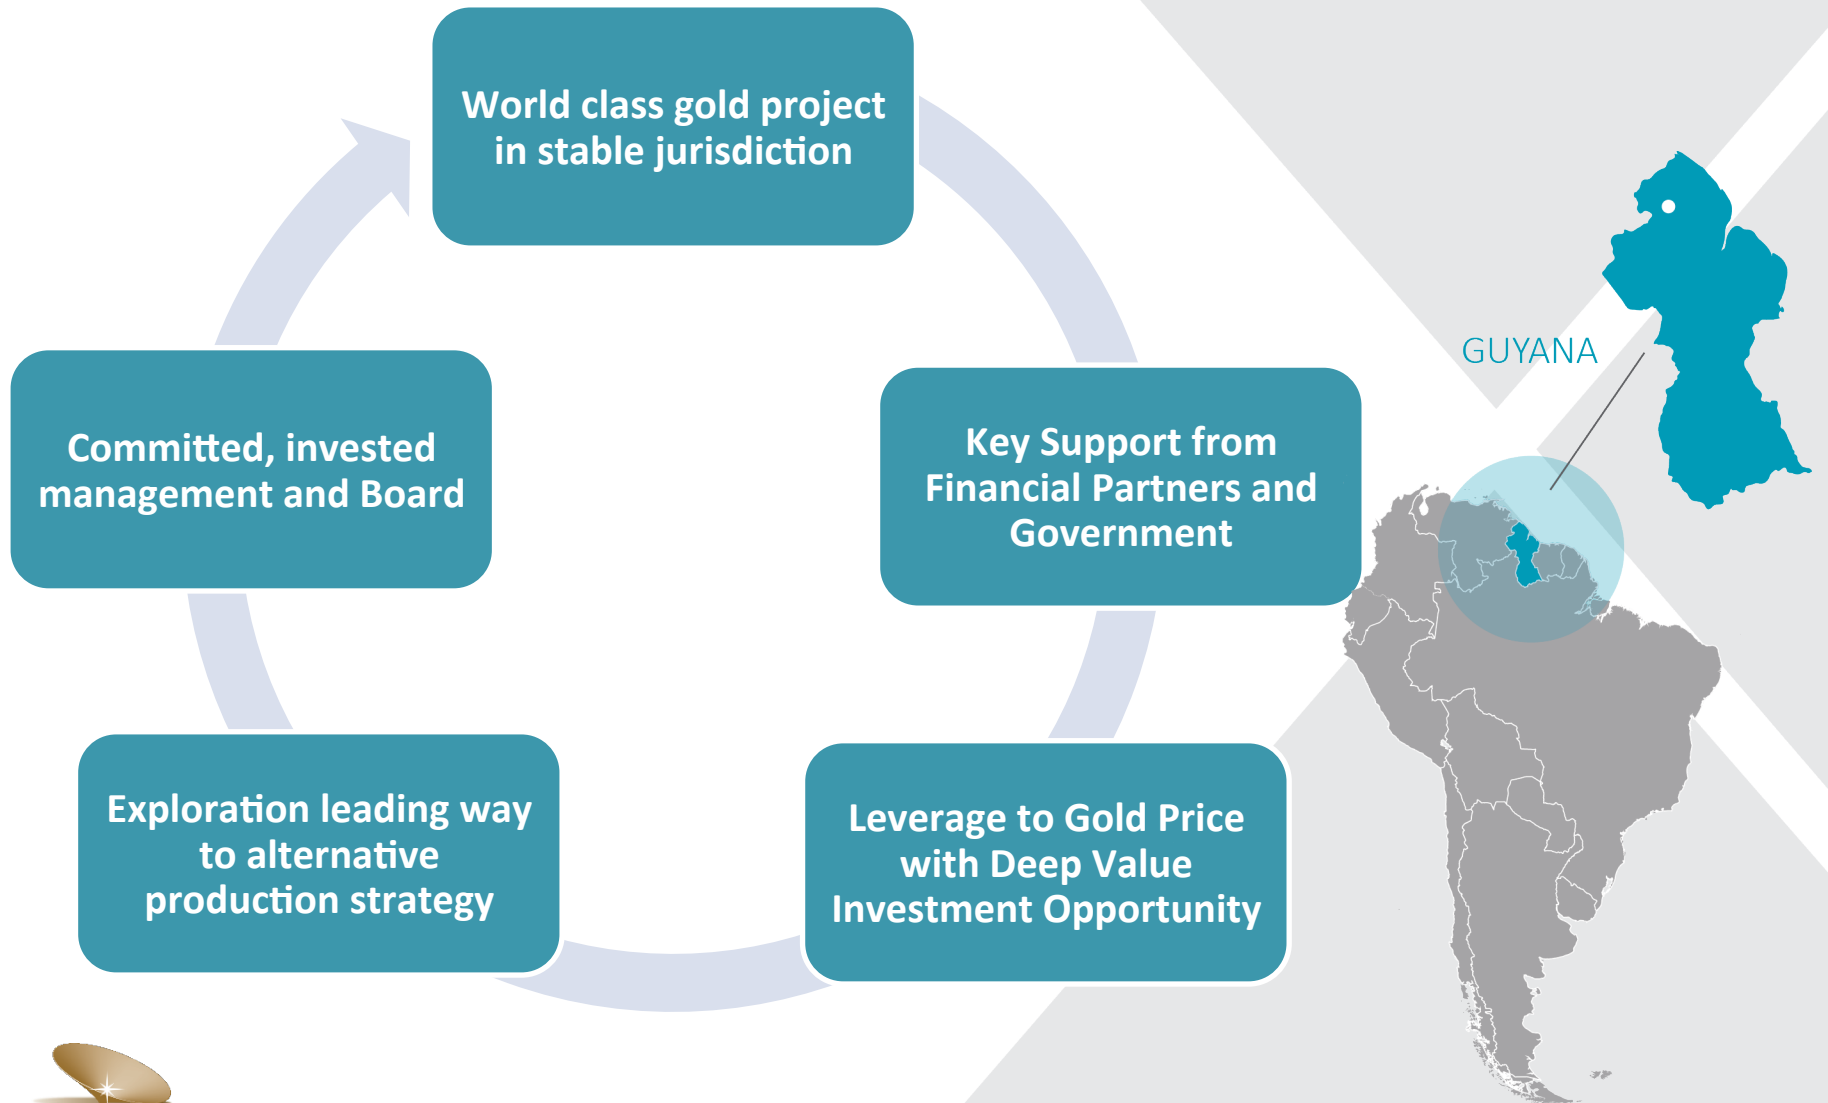 World class gold project
in stable jurisdiction
Key Support from
Financial Partners and
Government
Leverage to Gold Price
with Deep Value
Investment Opportunity
Exploration leading way
to alternative
production strategy
Committed, invested
management and Board
GUYANA